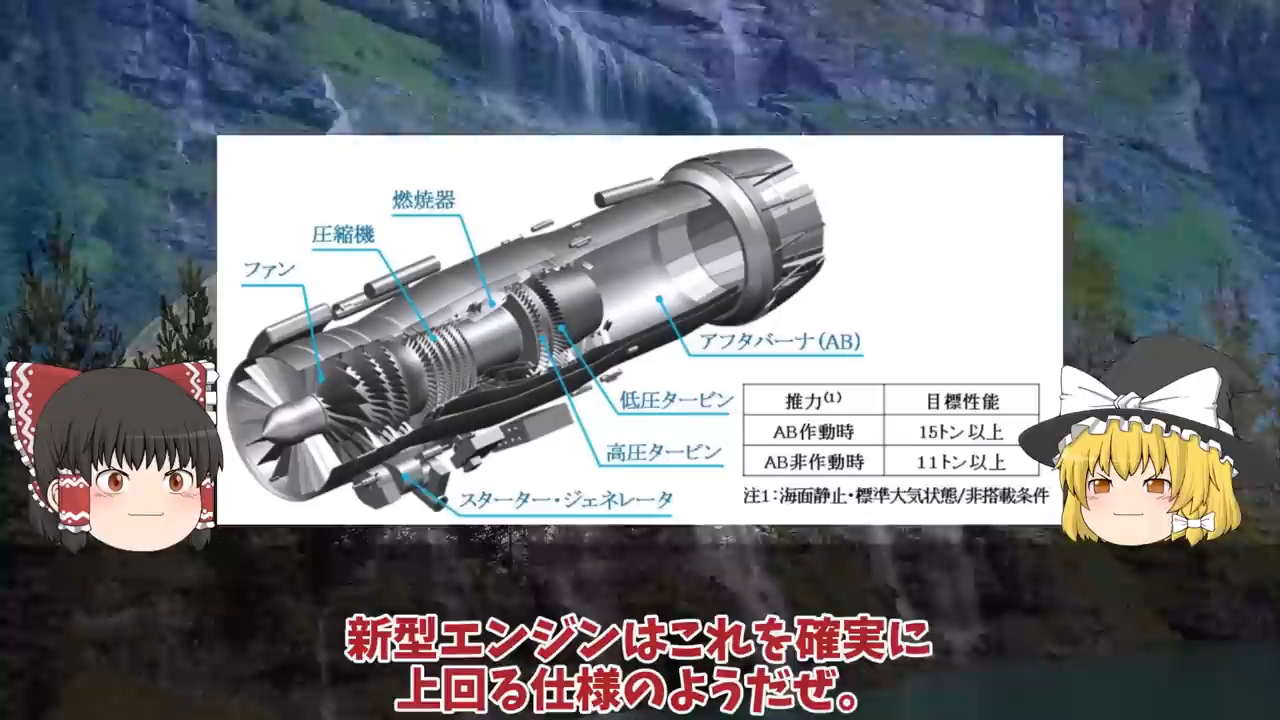 燃焼器
圧縮機
ファン
アフタバーナ(AB)
低圧タービン
高圧タービン
スターター・ジェネレータ
推力(1) 目標性能
AB作動時 15トン以上
AB非作動時 11トン以上
注1:海面静止・標準大気状態/非搭載条件
新型エンジンはこれを確実に
上回る仕様のようだぜ。